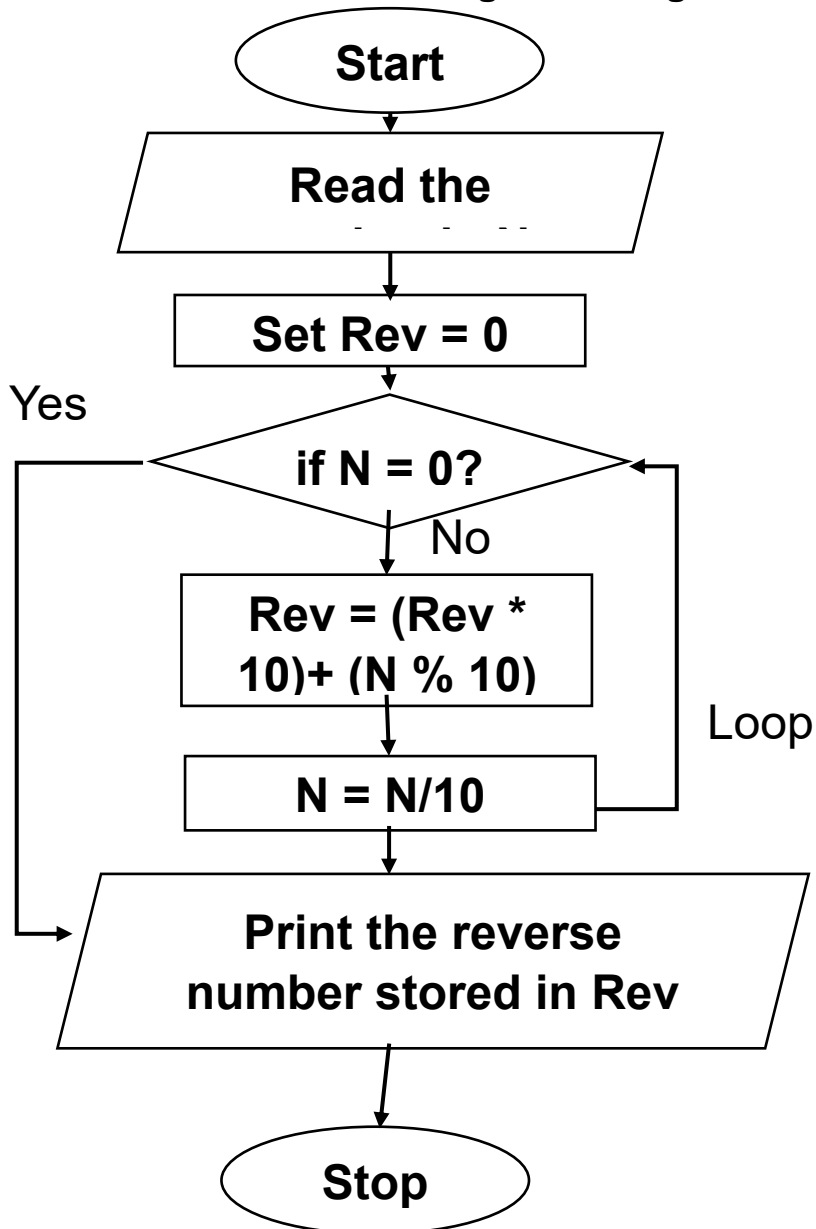 Start
Read the
Set Rev = 0
Yes
if N = 0?
No
Rev = (Rev *
10)+ (N % 10)
Loop
N = N/10
Print the reverse
number stored in Rev
Stop